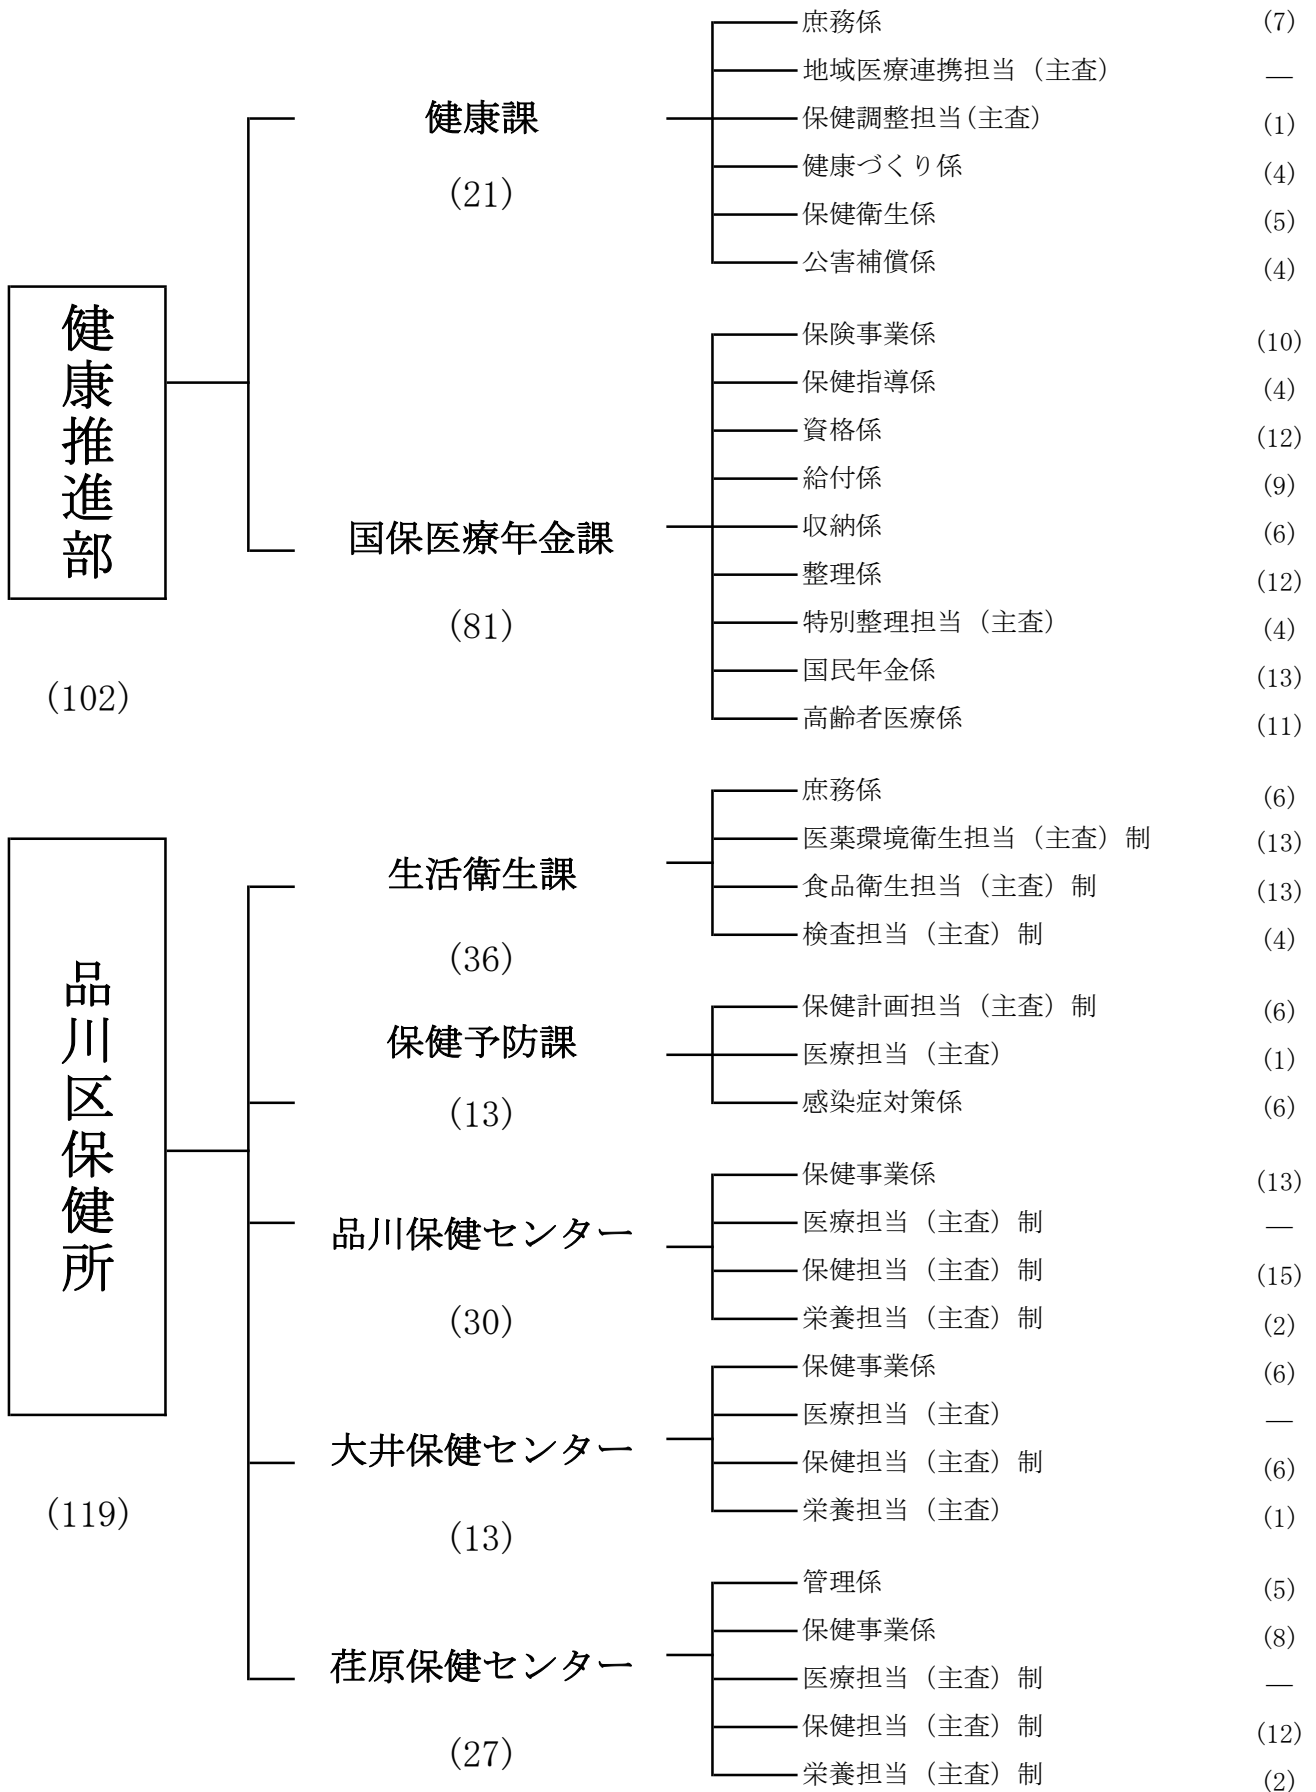 健康推進部
(102)
健康課
(21)
庶務係 (7)
地域医療連携担当（主査） ―
保健調整担当(主査) (1)
健康づくり係 (4)
保健衛生係 (5)
公害補償係 (4)
国保医療年金課
(81)
保険事業係 (10)
保健指導係 (4)
資格係 (12)
給付係 (9)
収納係 (6)
整理係 (12)
特別整理担当（主査） (4)
国民年金係 (13)
高齢者医療係 (11)
品川区保健所
(119)
生活衛生課
(36)
庶務係 (6)
医薬環境衛生担当（主査）制 (13)
食品衛生担当（主査）制 (13)
検査担当（主査）制 (4)
保健予防課
(13)
保健計画担当（主査）制 (6)
医療担当（主査） (1)
感染症対策係 (6)
品川保健センター
(30)
保健事業係 (13)
医療担当（主査）制 ―
保健担当（主査）制 (15)
栄養担当（主査）制 (2)
大井保健センター
(13)
保健事業係 (6)
医療担当（主査） ―
保健担当（主査）制 (6)
栄養担当（主査） (1)
荏原保健センター
(27)
管理係 (5)
保健事業係 (8)
医療担当（主査）制 ―
保健担当（主査）制 (12)
栄養担当（主査）制 (2)